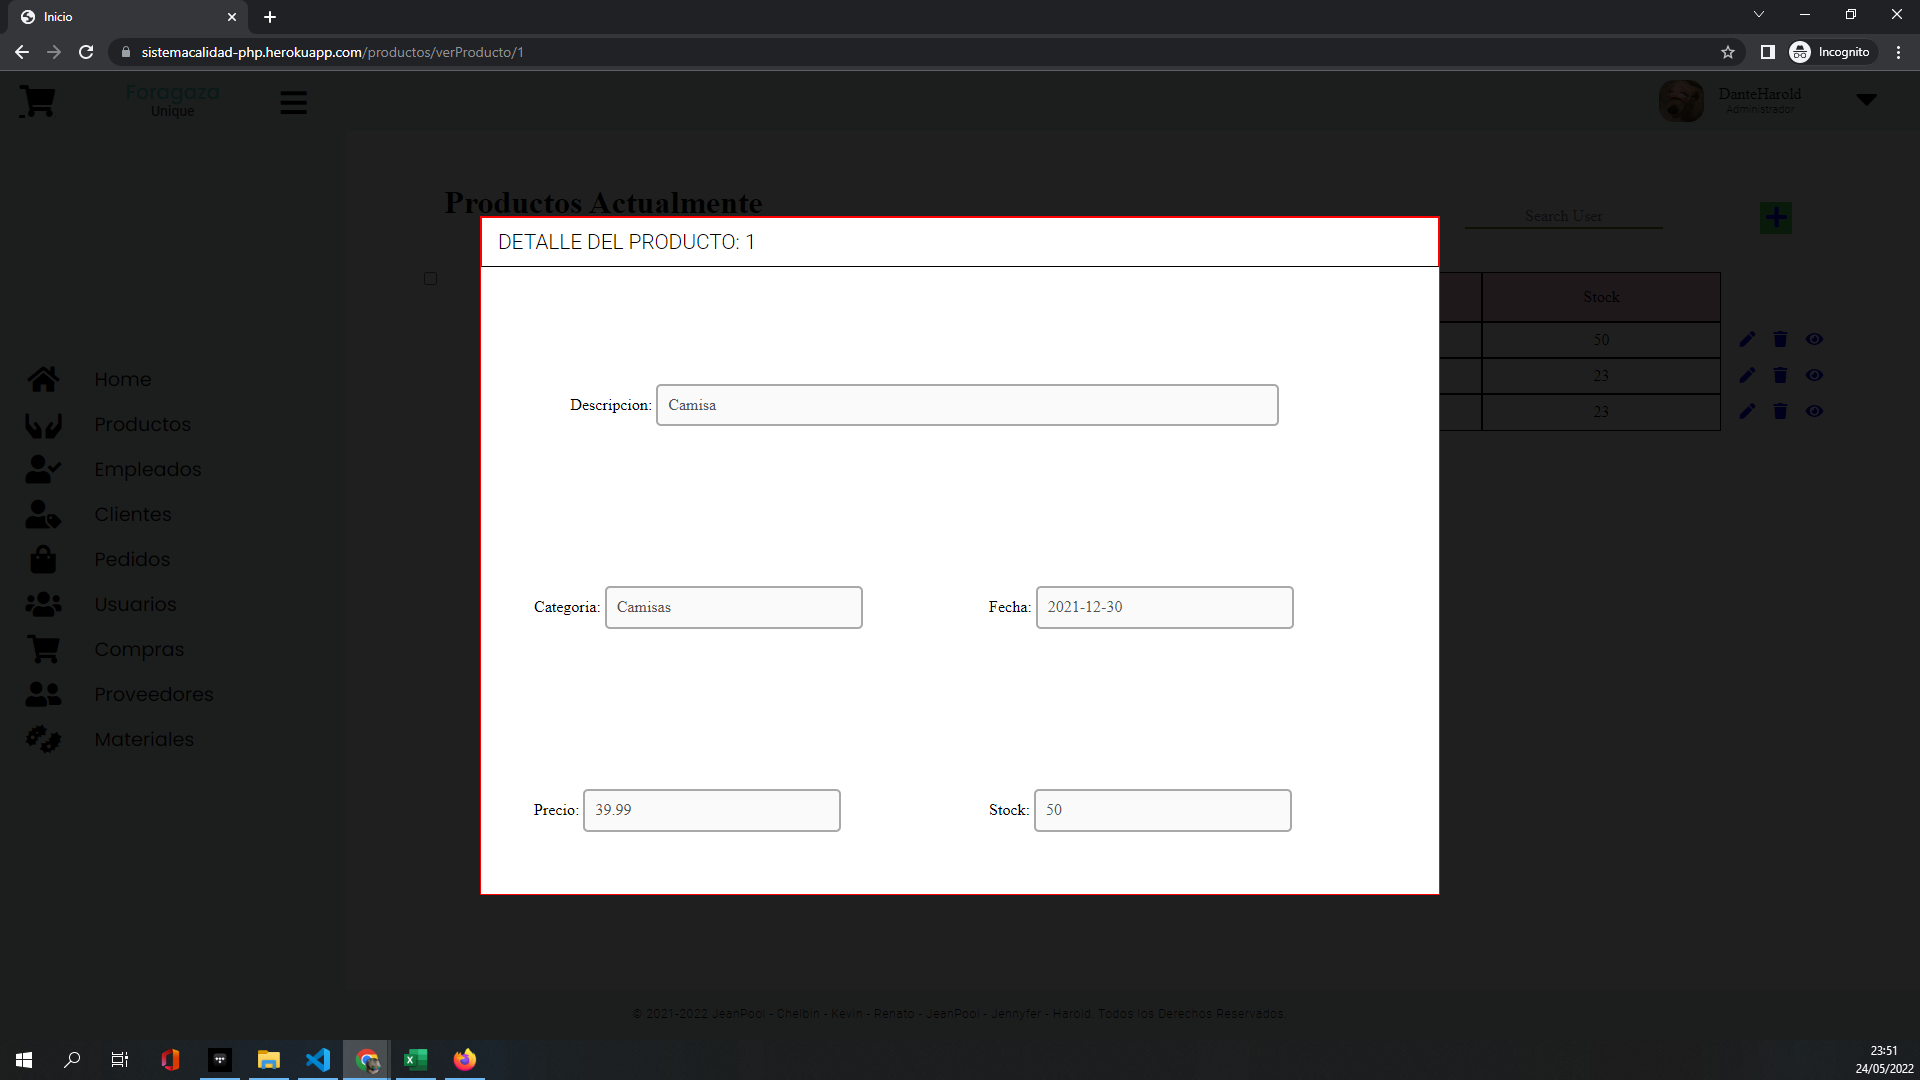 Inicio
sistemacalidad-php.herokuapp.com/productos/verProducto/1
Incognito
Foragaza
Unique
DanteHarold
Administrador
Productos Actualmente
Search User
DETALLE DEL PRODUCTO: 1
Stock
50
23
23
Descripcion: Camisa
Categoria: Camisas
Fecha: 2021-12-30
Precio: 39.99
Stock: 50
Home
Productos
Empleados
Clientes
Pedidos
Usuarios
Compras
Proveedores
Materiales
© 2021-2022 JeanPool - Chelbin - Kevin - Renato - JeanPool - Jennyfer - Harold. Todos los Derechos Reservados
23:51
24/05/2022